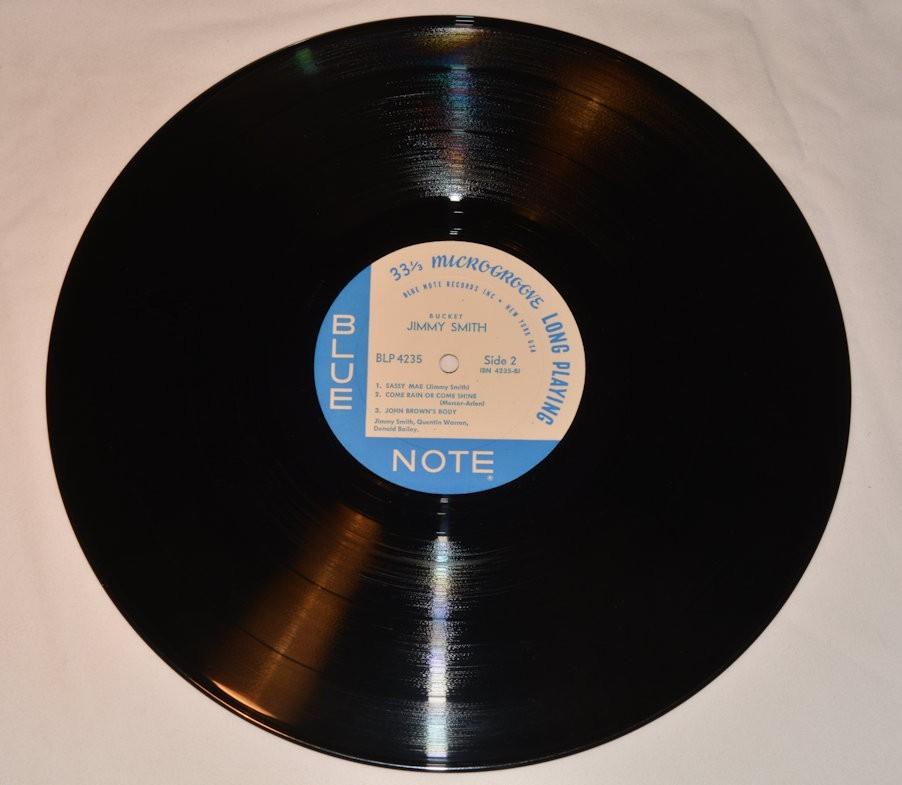 33⅓ MICROGROOVE LONG PLAYING
BLUE NOTE RECORDS INC • NEW YORK USA
BUCKET
JIMMY SMITH
BLP 4235
Side 2
(BN 4235-B)
1. SASSY MAE (Jimmy Smith)
2. COME RAIN OR COME SHINE
(Mercer-Arlen)
3. JOHN BROWN'S BODY
Jimmy Smith, Quentin Warren,
Donald Bailey.
BLUE
NOTE
®